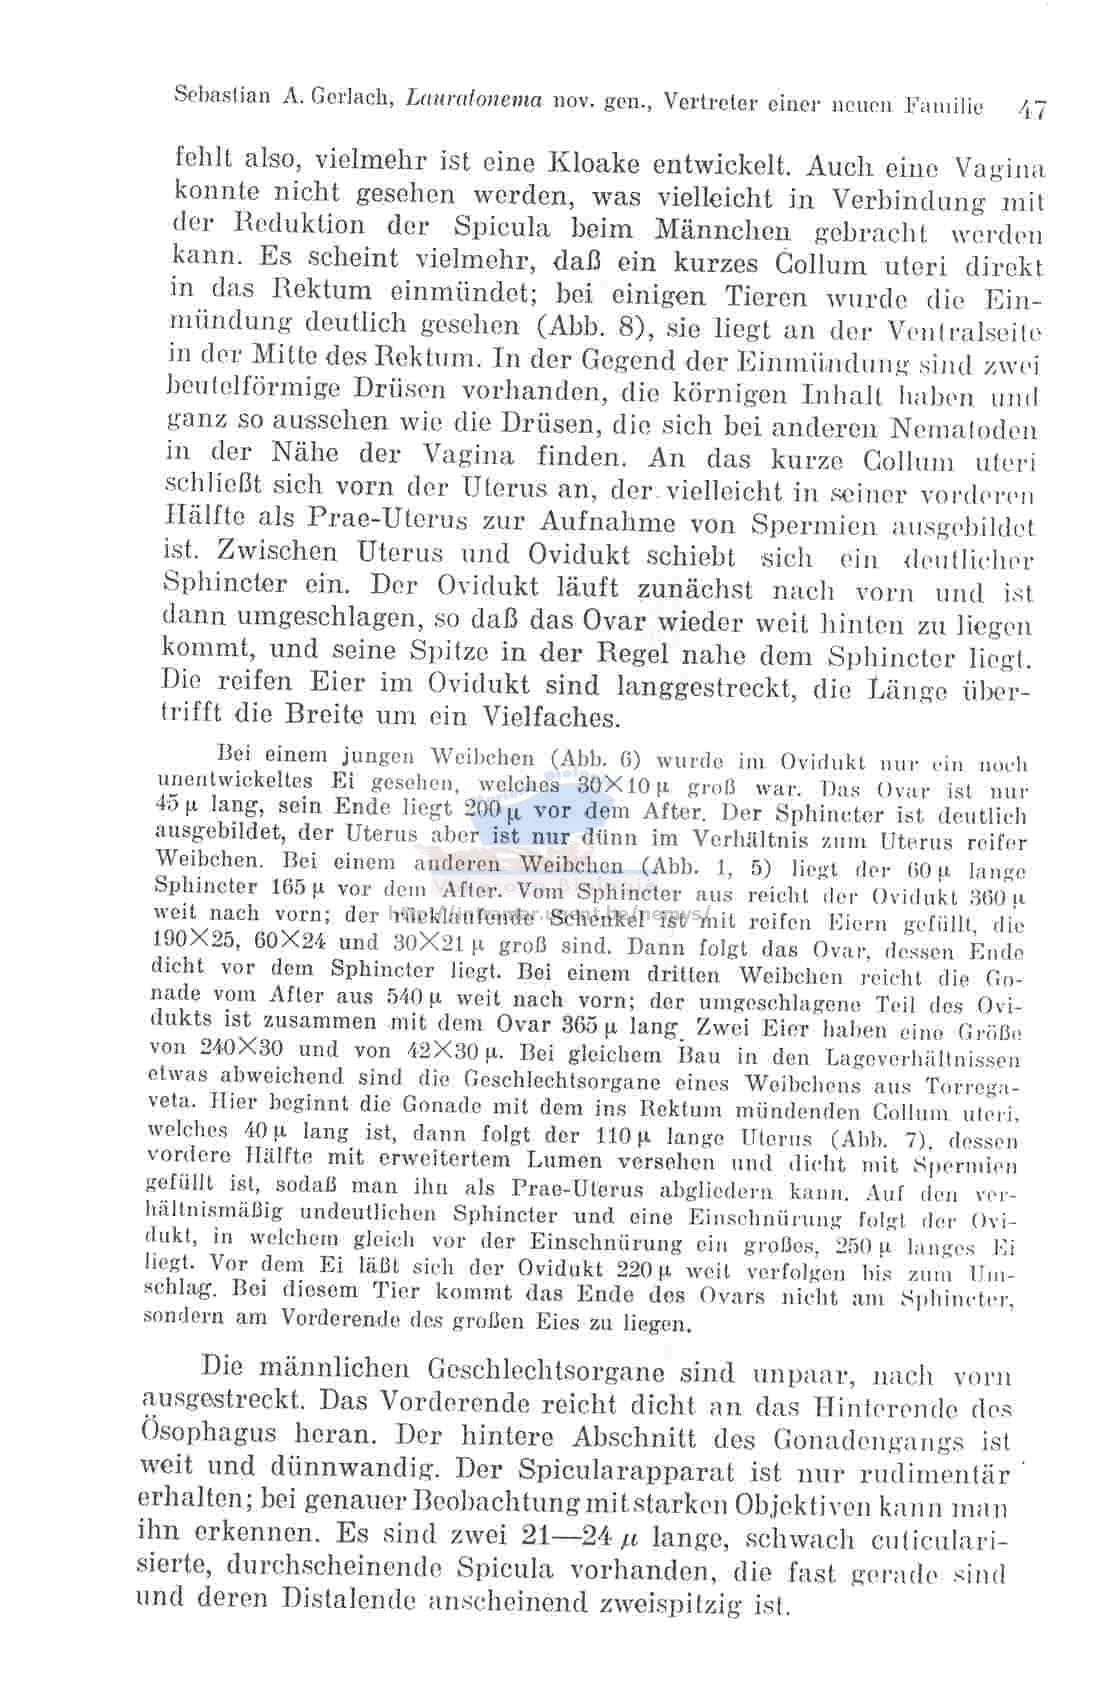 Sebastian A. Gerlach, Lauratonema nov. gen., Vertreter einer neuen Familie 47
fehlt also, vielmehr ist eine Kloake entwickelt. Auch eine Vagina
konnte nicht gesehen werden, was vielleicht in Verbindung mit
der Reduktion der Spicula beim Männchen gebracht werden
kann. Es scheint vielmehr, daß ein kurzes Collum uteri direkt
in das Rektum einmündet; bei einigen Tieren wurde die Ein-
mündung deutlich gesehen (Abb. 8), sie liegt an der Ventralseite
in der Mitte des Rektum. In der Gegend der Einmündung sind zwei
beutelförmige Drüsen vorhanden, die körnigen Inhalt haben und
ganz so aussehen wie die Drüsen, die sich bei anderen Nematoden
in der Nähe der Vagina finden. An das kurze Collum uteri
schließt sich vorn der Uterus an, der vielleicht in seiner vorderen
Hälfte als Prae-Uterus zur Aufnahme von Spermien ausgebildet
ist. Zwischen Uterus und Ovidukt schiebt sich ein deutlicher
Sphincter ein. Der Ovidukt läuft zunächst nach vorn und ist
dann umgeschlagen, so daß das Ovar wieder weit hinten zu liegen
kommt, und seine Spitze in der Regel nahe dem Sphincter liegt.
Die reifen Eier im Ovidukt sind langgestreckt, die Länge über-
trifft die Breite um ein Vielfaches.
Bei einem jungen Weibchen (Abb. 6) wurde im Ovidukt nur ein noch
unentwickeltes Ei gesehen, welches 30×10 µ groß war. Das Ovar ist nur
45 µ lang, sein Ende liegt 200 µ vor dem After. Der Sphincter ist deutlich
ausgebildet, der Uterus aber ist nur dünn im Verhältnis zum Uterus reifer
Weibchen. Bei einem anderen Weibchen (Abb. 1, 5) liegt der 60 µ lange
Sphincter 165 µ vor dem After. Vom Sphincter aus reicht der Ovidukt 360 µ
weit nach vorn; der rückläufende Schenkel ist mit reifen Eiern gefüllt, die
190×25, 60×24 und 30×21 µ groß sind. Dann folgt das Ovar, dessen Ende
dicht vor dem Sphincter liegt. Bei einem dritten Weibchen reicht die Go-
nade vom After aus 540 µ weit nach vorn; der umgeschlagene Teil des Ovi-
dukts ist zusammen mit dem Ovar 365 µ lang. Zwei Eier haben eine Größe
von 240×30 und von 42×30 µ. Bei gleichem Bau in den Lageverhältnissen
etwas abweichend sind die Geschlechtsorgane eines Weibchens aus Torrega-
veta. Hier beginnt die Gonade mit dem ins Rektum mündenden Collum uteri,
welches 40 µ lang ist, dann folgt der 110 µ lange Uterus (Abb. 7), dessen
vordere Hälfte mit erweitertem Lumen versehen und dicht mit Spermien
gefüllt ist, sodaß man ihn als Prae-Uterus abgliedern kann. Auf den ver-
hältnismäßig undeutlichen Sphincter und eine Einschnürung folgt der Ovi-
dukt, in welchem gleich vor der Einschnürung ein großes, 250 µ langes Ei
liegt. Vor dem Ei läßt sich der Ovidukt 220 µ weit verfolgen bis zum Um-
schlag. Bei diesem Tier kommt das Ende des Ovars nicht am Sphincter,
sondern am Vorderende des großen Eies zu liegen.
Die männlichen Geschlechtsorgane sind unpaar, nach vorn
ausgestreckt. Das Vorderende reicht dicht an das Hinterende des
Ösophagus heran. Der hintere Abschnitt des Gonadengangs ist
weit und dünnwandig. Der Spicularapparat ist nur rudimentär
erhalten; bei genauer Beobachtung mit starken Objektiven kann man
ihn erkennen. Es sind zwei 21—24 µ lange, schwach cuticulari-
sierte, durchscheinende Spicula vorhanden, die fast gerade sind
und deren Distalende anscheinend zweispitzig ist.